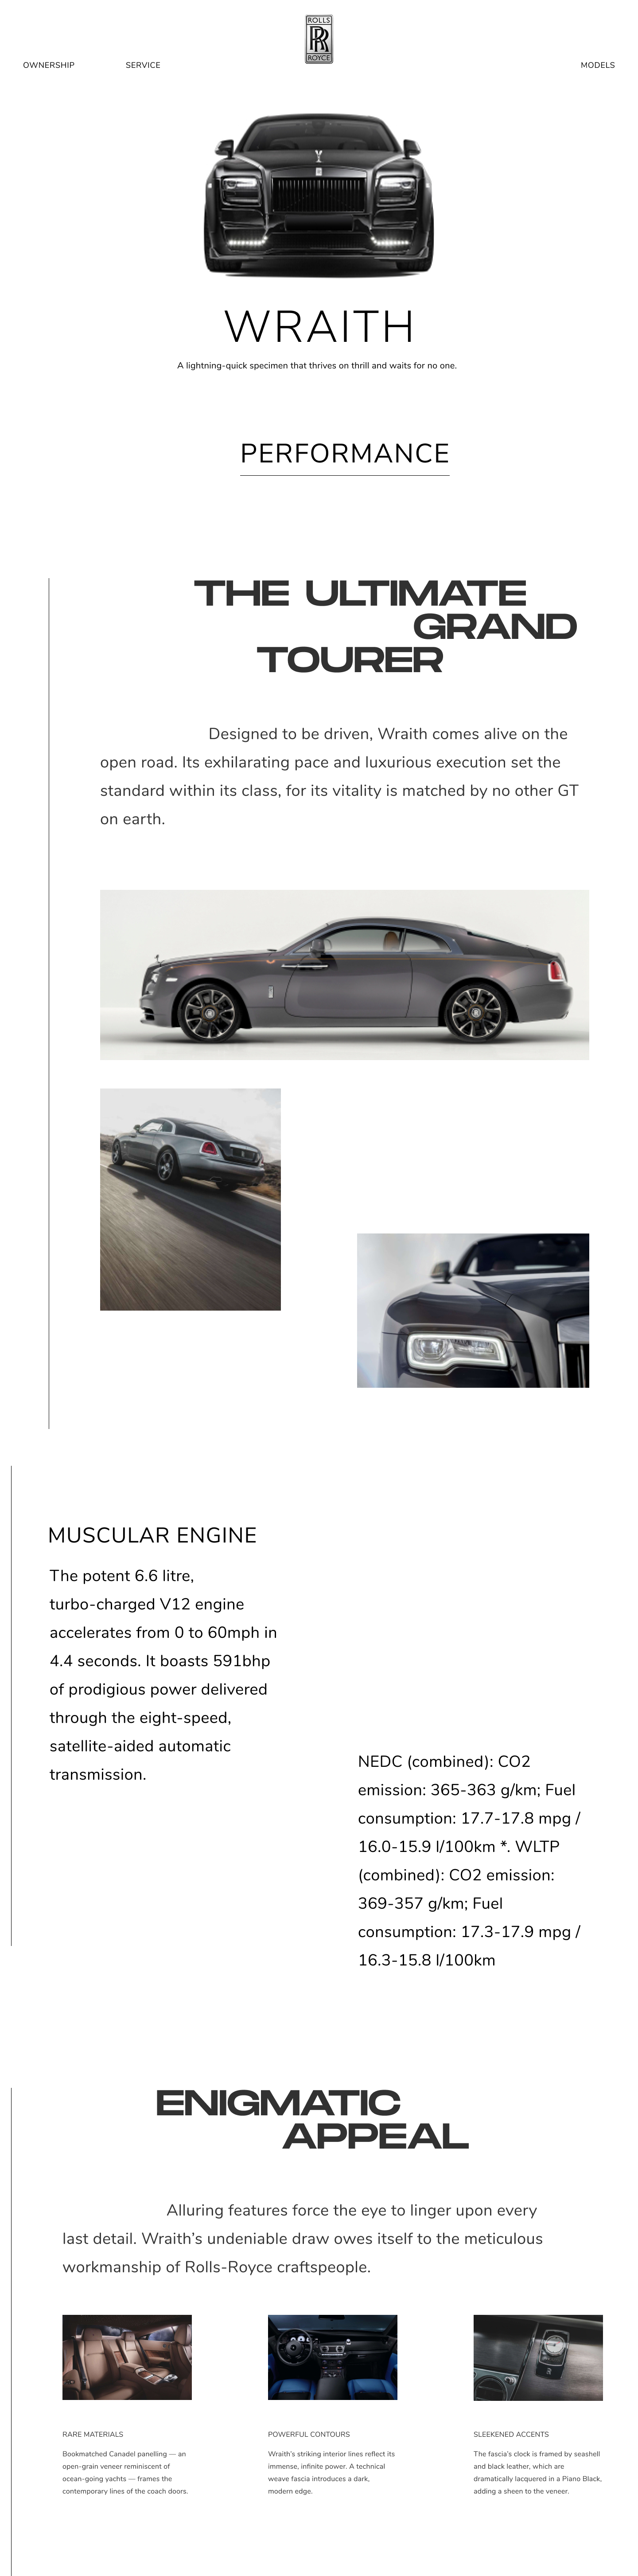 ROLLS
RR
ROYCE
OWNERSHIP
SERVICE
MODELS
WRAITH
A lightning-quick specimen that thrives on thrill and waits for no one.
PERFORMANCE
THE ULTIMATE
GRAND
TOURER
Designed to be driven, Wraith comes alive on the
open road. Its exhilarating pace and luxurious execution set the
standard within its class, for its vitality is matched by no other GT
on earth.
MUSCULAR ENGINE
The potent 6.6 litre,
turbo-charged V12 engine
accelerates from 0 to 60mph in
4.4 seconds. It boasts 591bhp
of prodigious power delivered
through the eight-speed,
satellite-aided automatic
transmission.
NEDC (combined): CO2
emission: 365-363 g/km; Fuel
consumption: 17.7-17.8 mpg /
16.0-15.9 l/100km *. WLTP
(combined): CO2 emission:
369-357 g/km; Fuel
consumption: 17.3-17.9 mpg /
16.3-15.8 l/100km
ENIGMATIC
APPEAL
Alluring features force the eye to linger upon every
last detail. Wraith’s undeniable draw owes itself to the meticulous
workmanship of Rolls-Royce craftspeople.
RARE MATERIALS
Bookmatched Canadel panelling — an
open-grain veneer reminiscent of
ocean-going yachts — frames the
contemporary lines of the coach doors.
POWERFUL CONTOURS
Wraith’s striking interior lines reflect its
immense, infinite power. A technical
weave fascia introduces a dark,
modern edge.
SLEEKENED ACCENTS
The fascia’s clock is framed by seashell
and black leather, which are
dramatically lacquered in a Piano Black,
adding a sheen to the veneer.